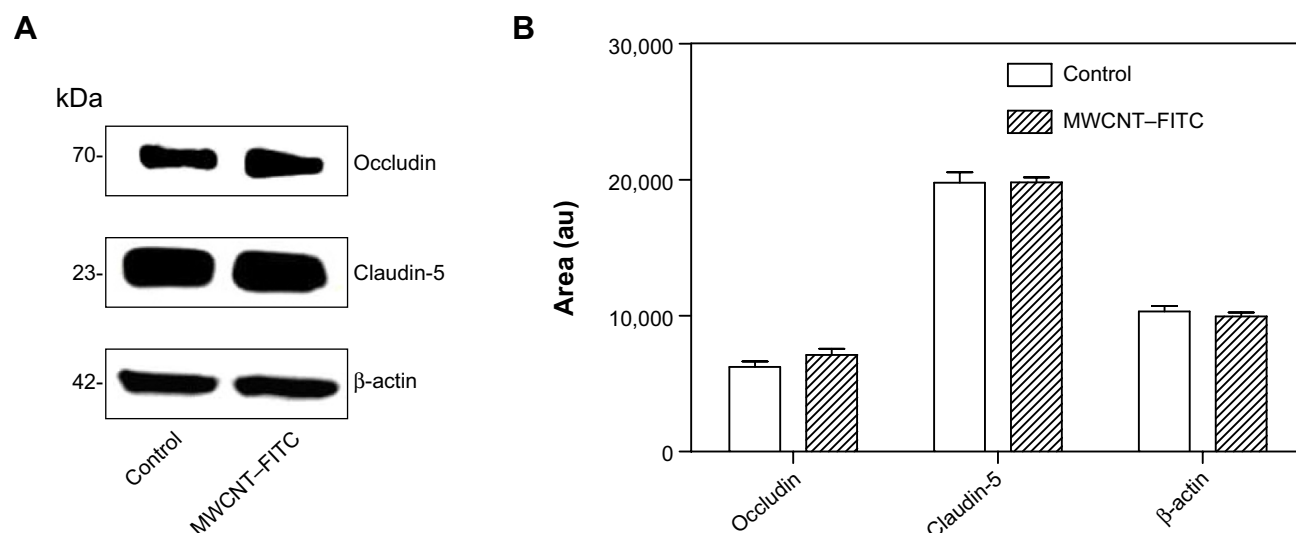 A
kDa
70-
Occludin
23-
Claudin-5
42-
β-actin
Control
MWCNT–FITC
B
Area (au)
30,000
20,000
10,000
0
Control
MWCNT–FITC
Occludin
Claudin-5
β-actin